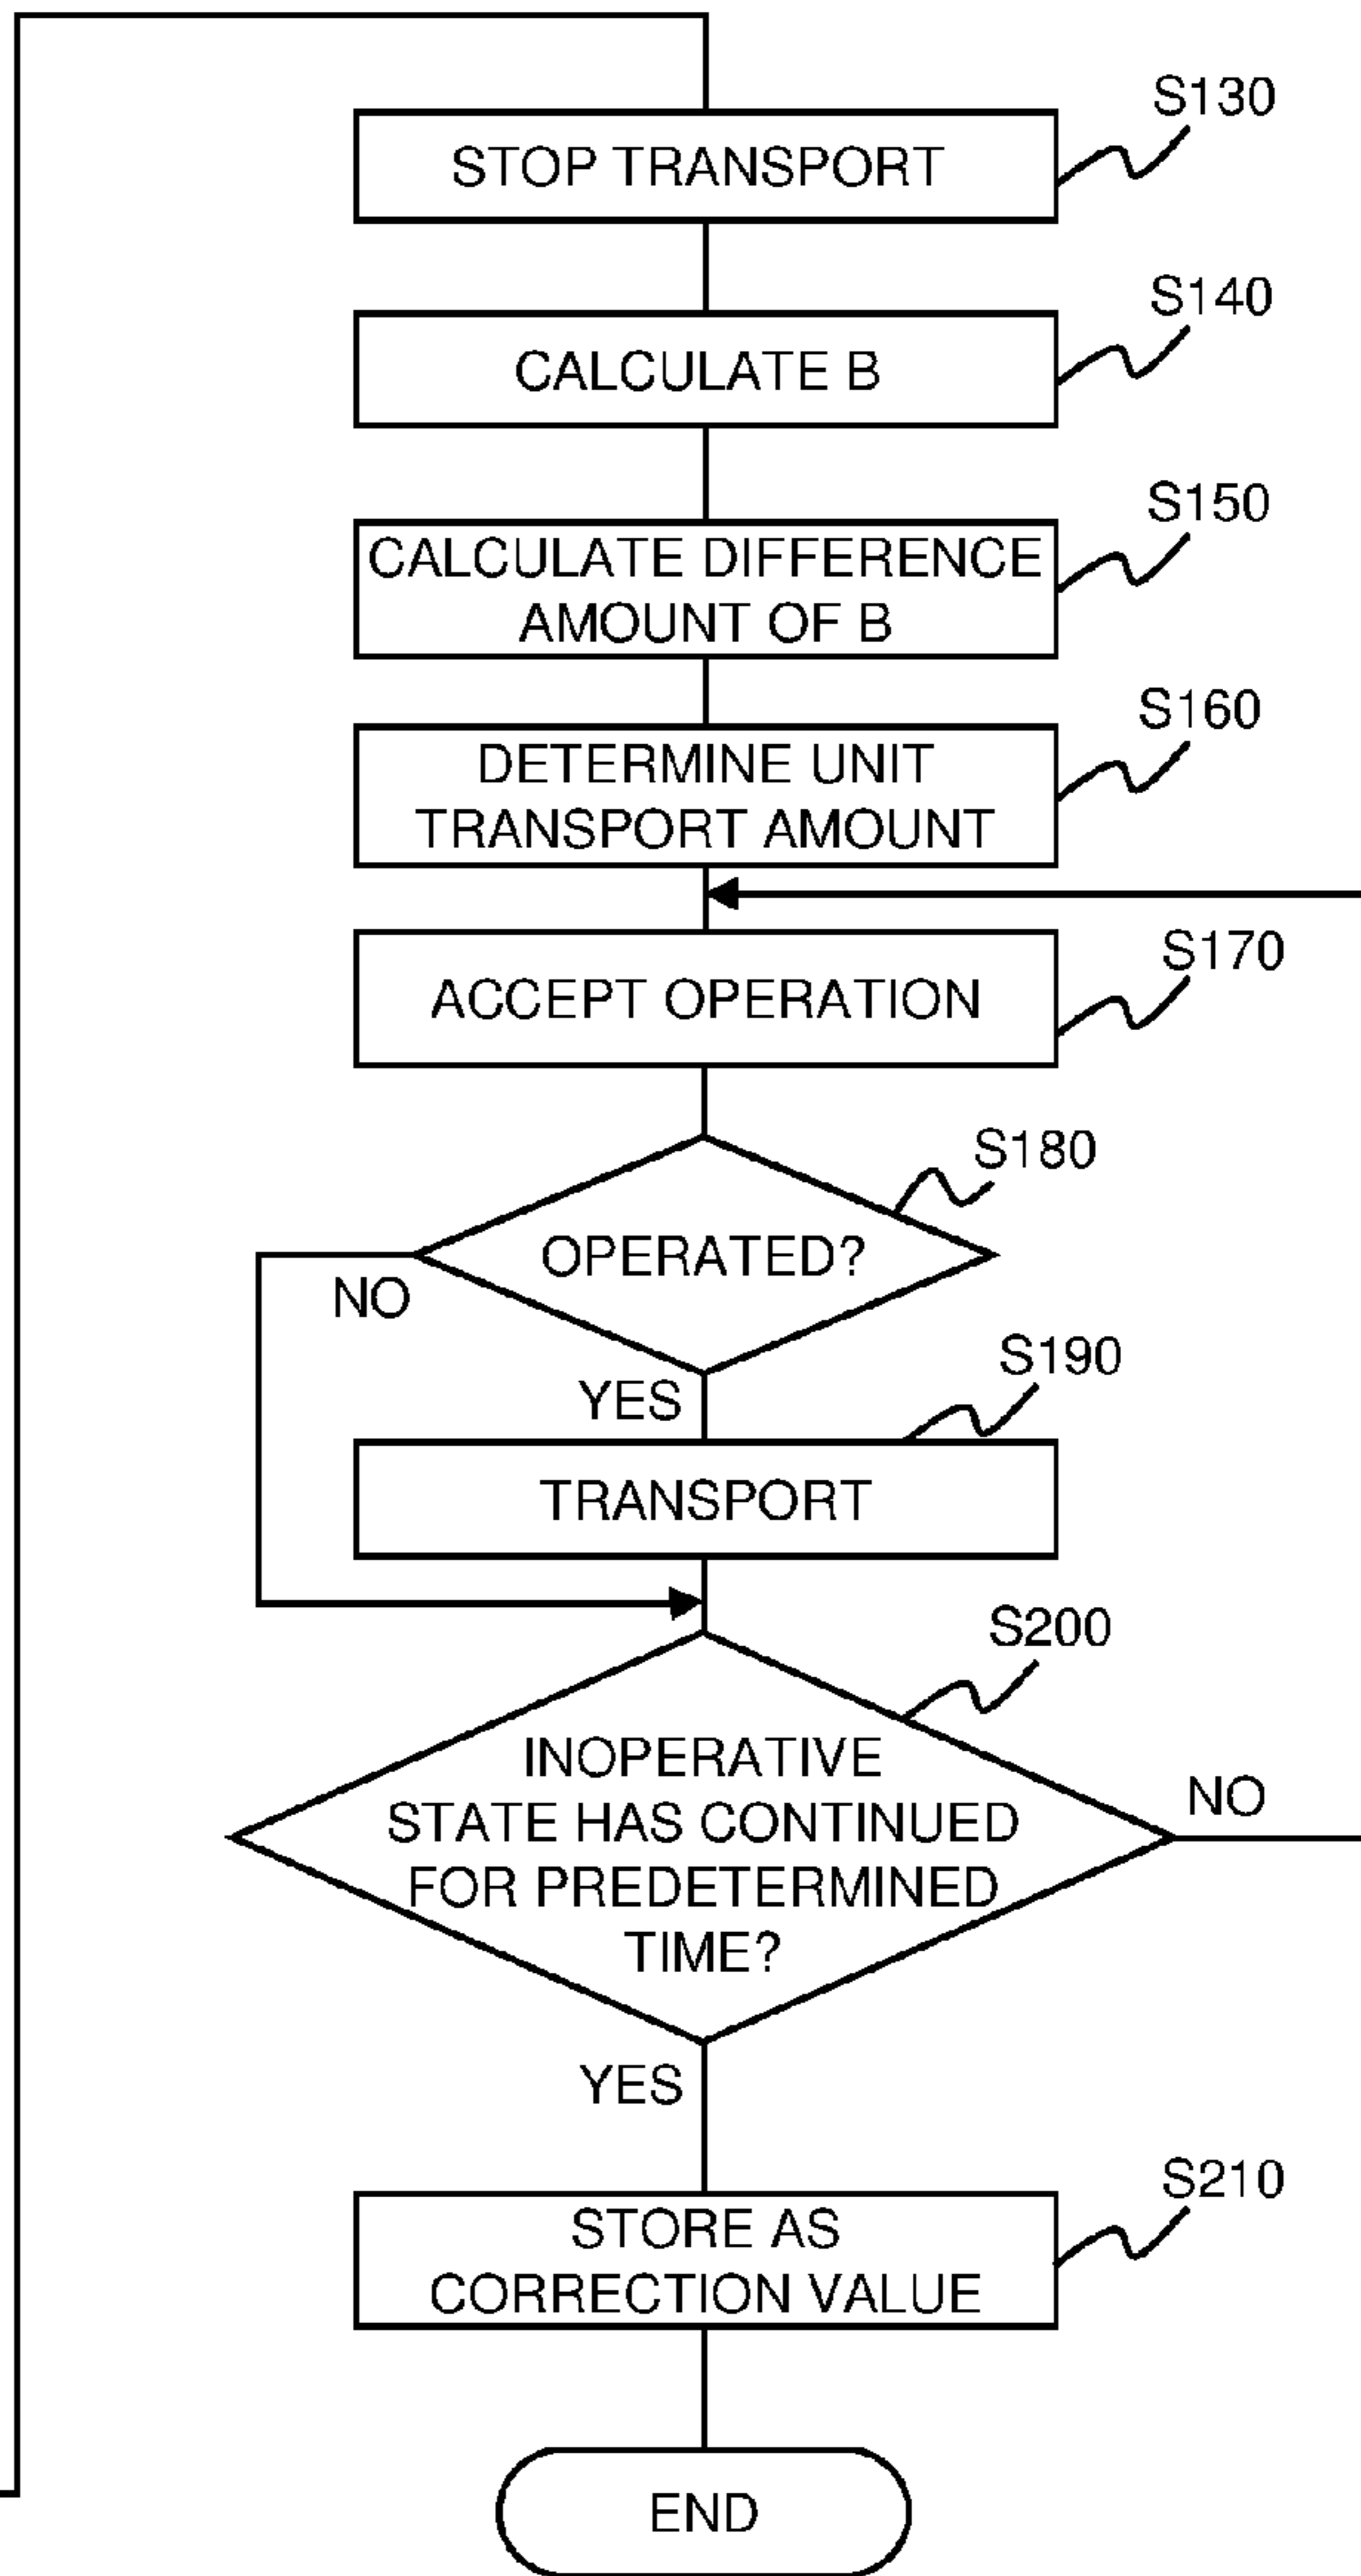 S130
STOP TRANSPORT
S140
CALCULATE B
S150
CALCULATE DIFFERENCE
AMOUNT OF B
S160
DETERMINE UNIT
TRANSPORT AMOUNT
S170
ACCEPT OPERATION
S180
OPERATED?
NO
YES
S190
TRANSPORT
S200
INOPERATIVE
STATE HAS CONTINUED
FOR PREDETERMINED
TIME?
NO
YES
S210
STORE AS
CORRECTION VALUE
END